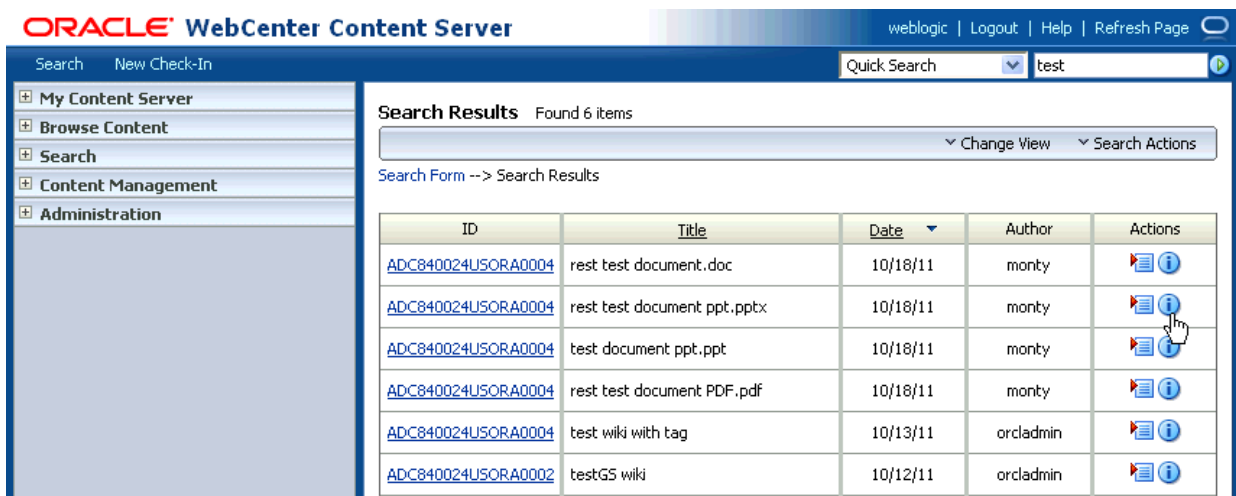 ORACLE WebCenter Content Server
weblogic | Logout | Help | Refresh Page
Search New Check-In
Quick Search test
My Content Server
Browse Content
Search
Content Management
Administration
Search Results Found 6 items
Change View Search Actions
Search Form --> Search Results
ID Title Date Author Actions
ADC840024USORA0004 rest test document.doc 10/18/11 monty
ADC840024USORA0004 rest test document ppt.pptx 10/18/11 monty
ADC840024USORA0004 test document ppt.ppt 10/18/11 monty
ADC840024USORA0004 rest test document PDF.pdf 10/18/11 monty
ADC840024USORA0004 test wiki with tag 10/13/11 orcladmin
ADC840024USORA0002 testGS wiki 10/12/11 orcladmin